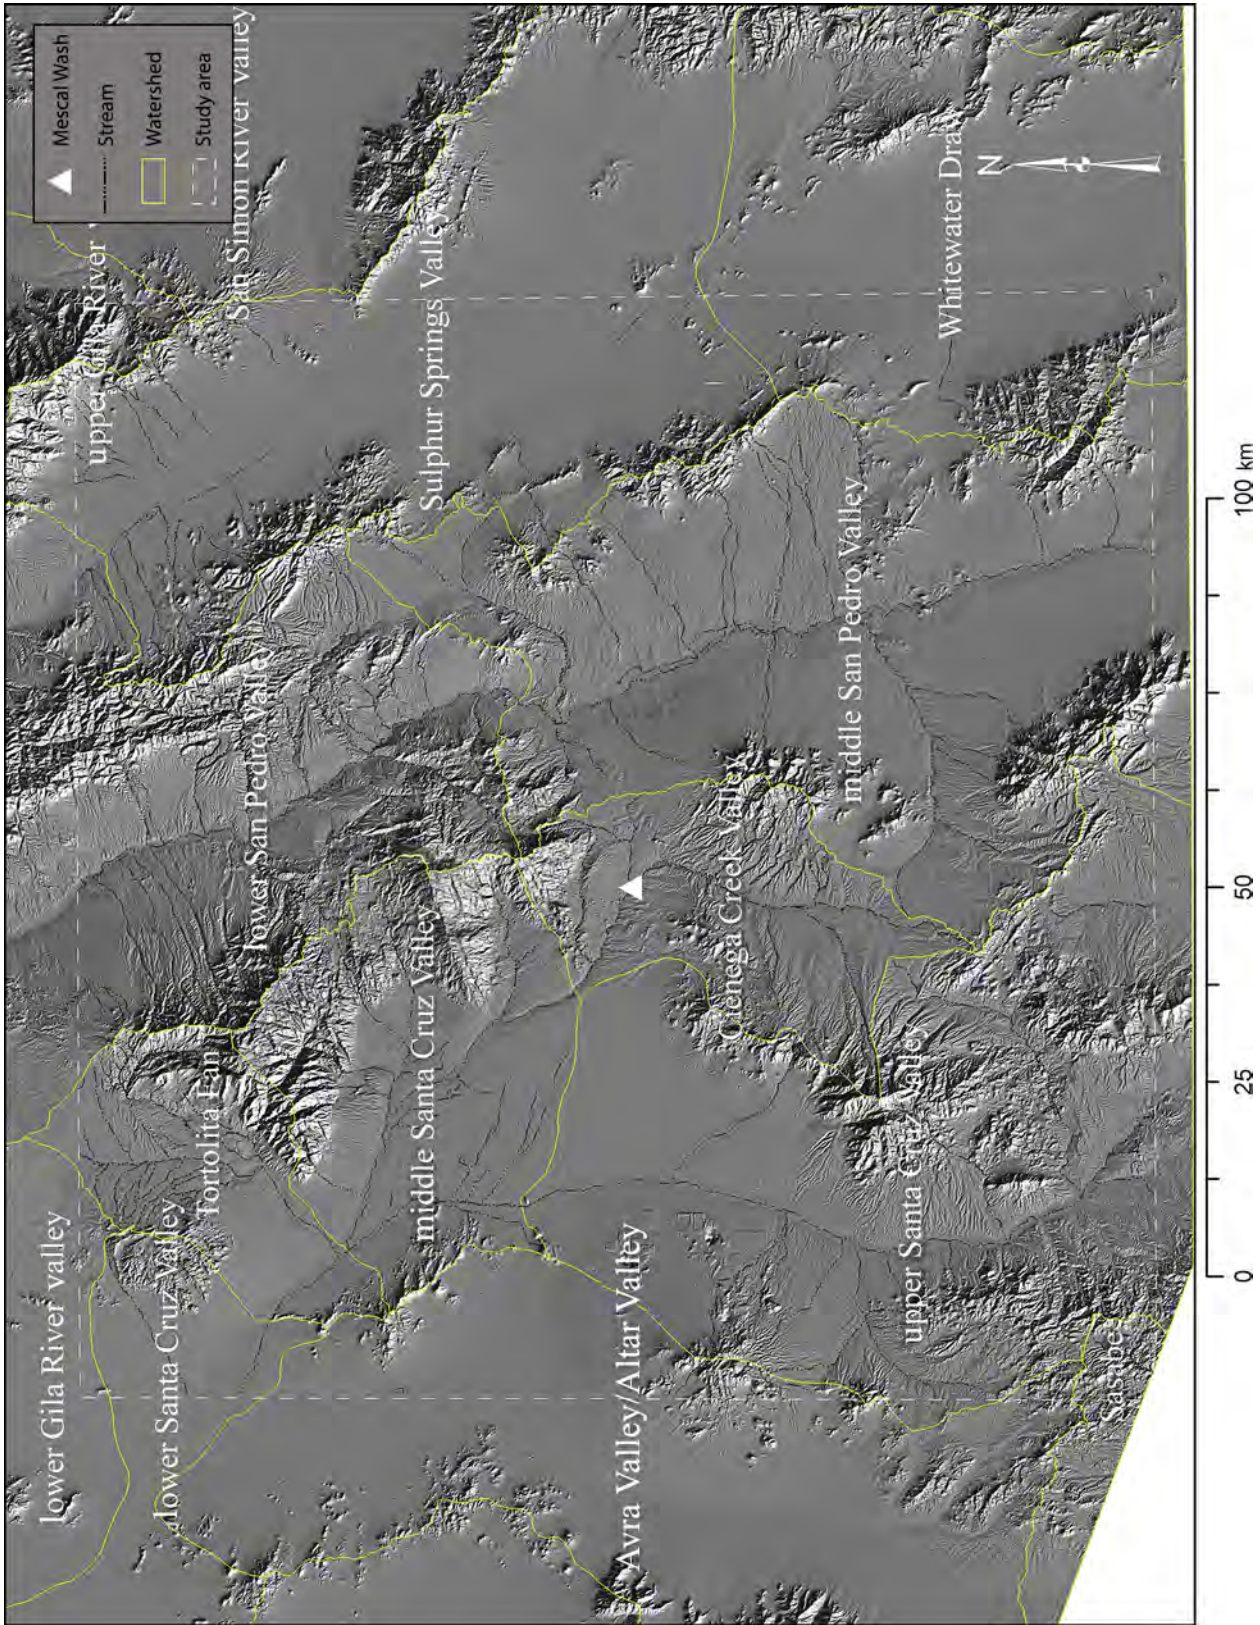 lower Gila River valley
lower Santa Cruz Valley
Tortolita Fan
upper Gila River
San Simon River valley
lower San Pedro Valley
middle Santa Cruz Valley
Sulphur Springs Valley
Avra Valley/Altar Valley
Cienega Creek Valley
middle San Pedro Valley
upper Santa Cruz Valley
Whitewater Draw
Sasabe
Mescal Wash
Stream
Watershed
Study area
N
0 25 50 100 km